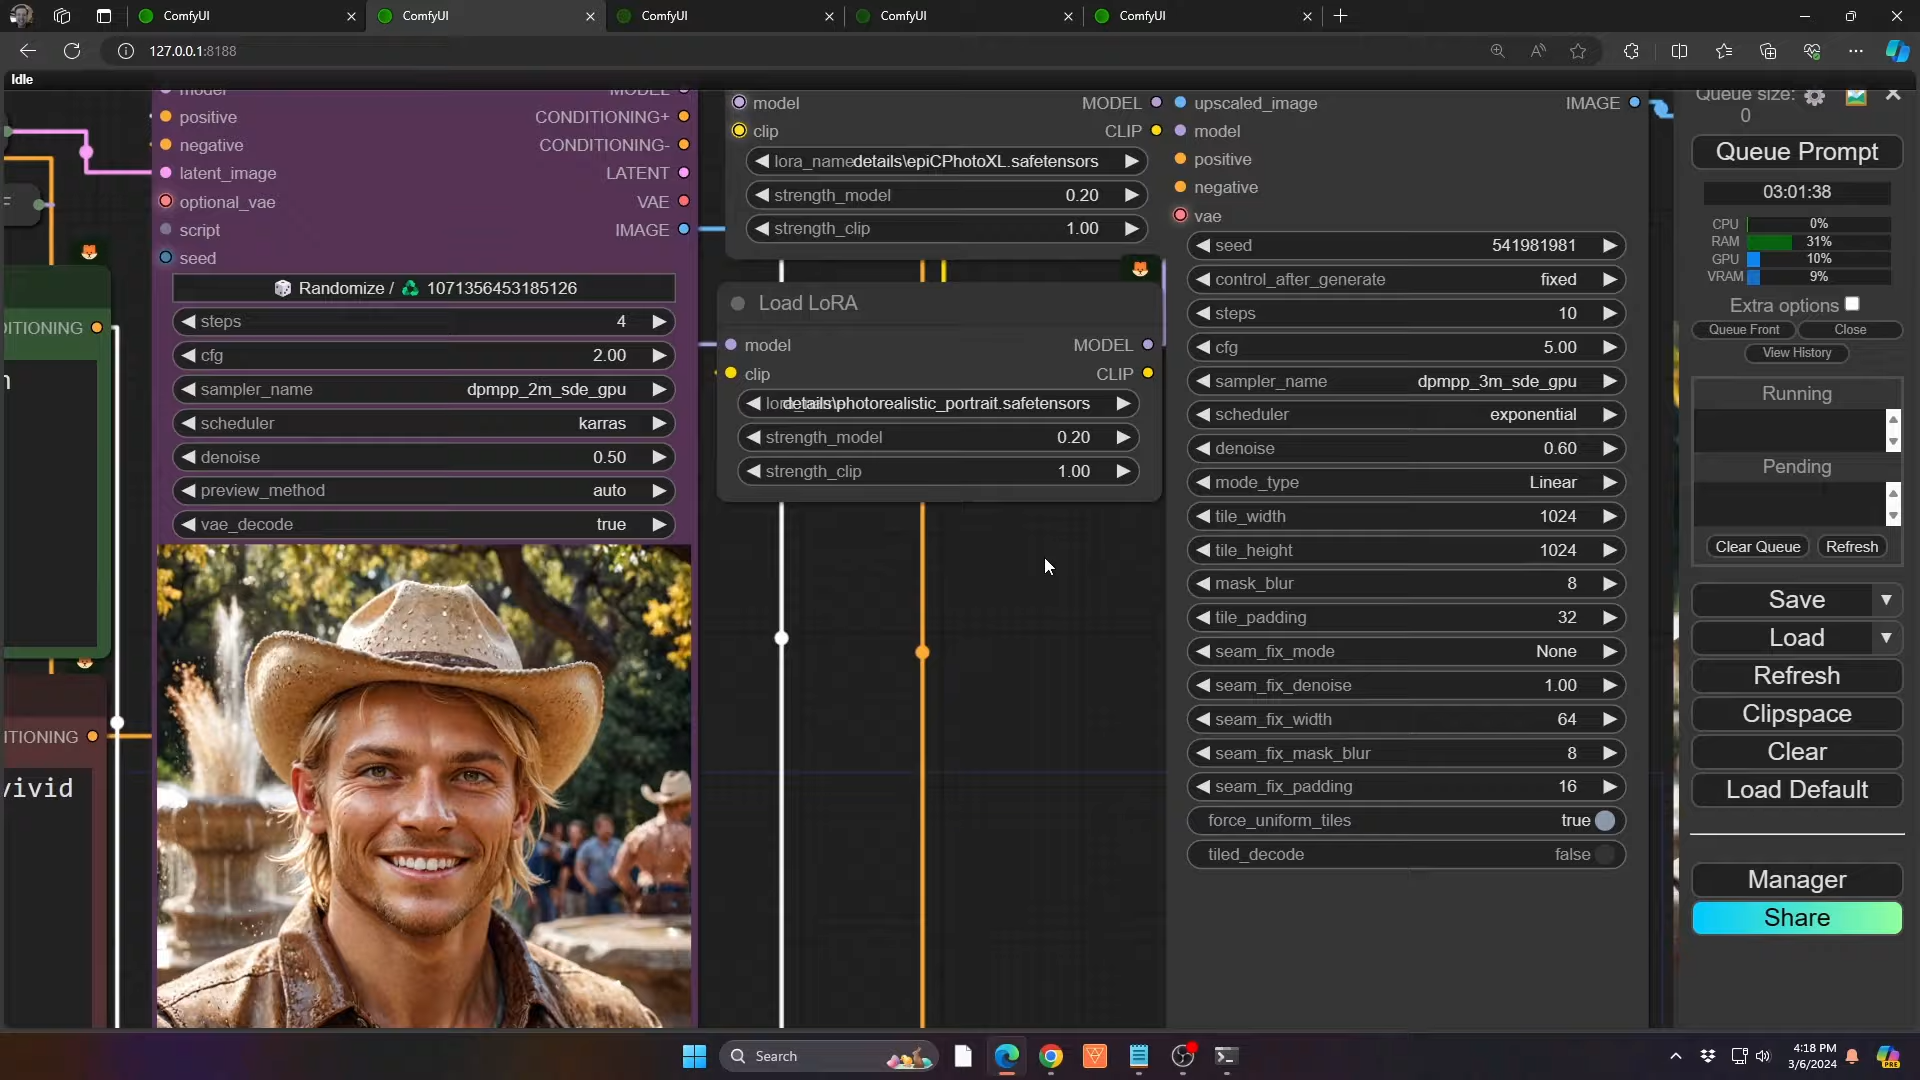 ComfyUI
ComfyUI
ComfyUI
ComfyUI
ComfyUI
127.0.0.1:8188
Idle
model
positive
negative
latent_image
optional_vae
script
seed
MODEL
CONDITIONING+
CONDITIONING-
LATENT
VAE
IMAGE
Randomize / 1071356453185126
steps 4
cfg 2.00
sampler_name dpmpp_2m_sde_gpu
scheduler karras
denoise 0.50
preview_method auto
vae_decode true
DITIONING
ITIONING
vivid
model MODEL
clip CLIP
lora_name details\epiCPhotoXL.safetensors
strength_model 0.20
strength_clip 1.00
Load LoRA
model MODEL
clip CLIP
details\photorealistic_portrait.safetensors
strength_model 0.20
strength_clip 1.00
upscaled_image IMAGE
model
positive
negative
vae
seed 541981981
control_after_generate fixed
steps 10
cfg 5.00
sampler_name dpmpp_3m_sde_gpu
scheduler exponential
denoise 0.60
mode_type Linear
tile_width 1024
tile_height 1024
mask_blur 8
tile_padding 32
seam_fix_mode None
seam_fix_denoise 1.00
seam_fix_width 64
seam_fix_mask_blur 8
seam_fix_padding 16
force_uniform_tiles true
tiled_decode false
Queue size:
0
Queue Prompt
03:01:38
CPU 0%
RAM 31%
GPU 10%
VRAM 9%
Extra options
Queue Front Close
View History
Running
Pending
Clear Queue Refresh
Save
Load
Refresh
Clipspace
Clear
Load Default
Manager
Share
Search
4:18 PM
3/6/2024
PRE